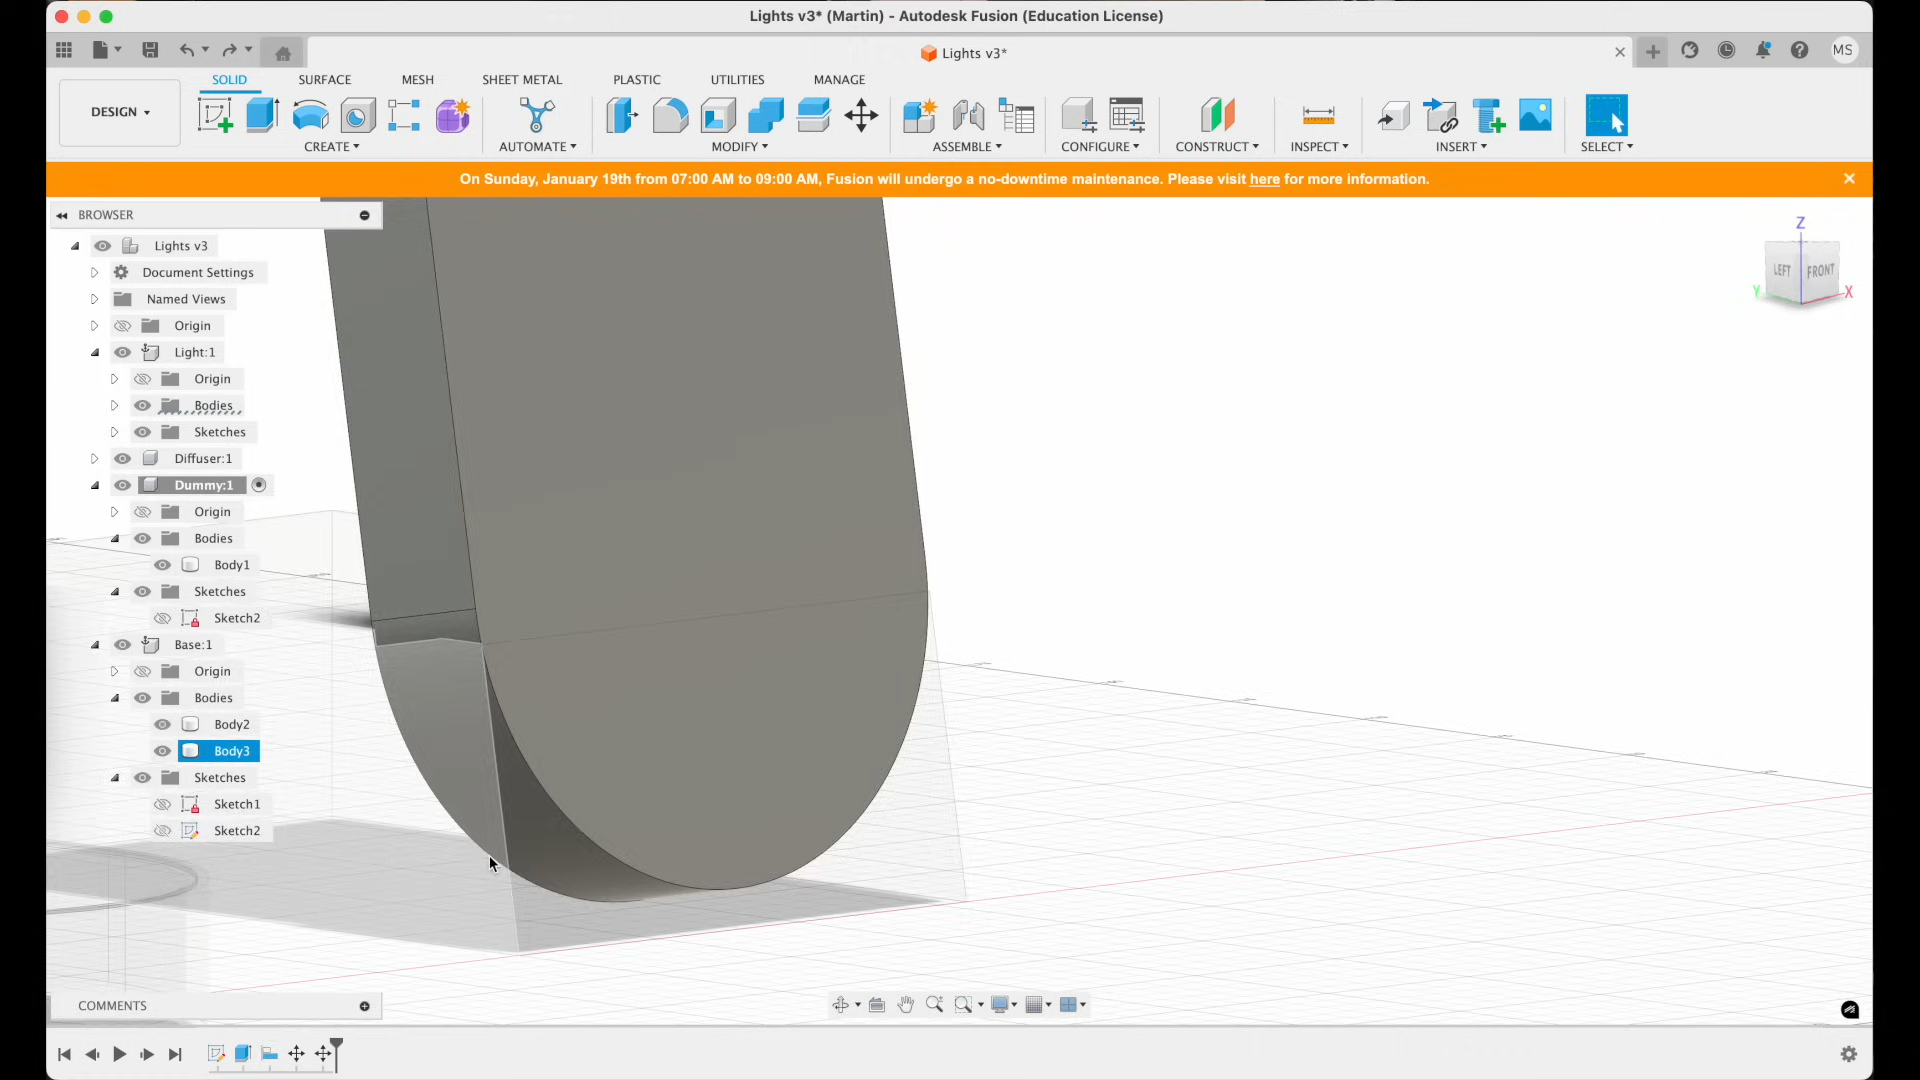 Lights v3* (Martin) - Autodesk Fusion (Education License)
Lights v3*
MS
DESIGN
SOLID
SURFACE
MESH
SHEET METAL
PLASTIC
UTILITIES
MANAGE
CREATE
AUTOMATE
MODIFY
ASSEMBLE
CONFIGURE
CONSTRUCT
INSPECT
INSERT
SELECT
On Sunday, January 19th from 07:00 AM to 09:00 AM, Fusion will undergo a no-downtime maintenance. Please visit here for more information.
BROWSER
Lights v3
Document Settings
Named Views
Origin
Light:1
Origin
Bodies
Sketches
Diffuser:1
Dummy:1
Origin
Bodies
Body1
Sketches
Sketch2
Base:1
Origin
Bodies
Body2
Body3
Sketches
Sketch1
Sketch2
Z
LEFT
FRONT
Y
X
COMMENTS